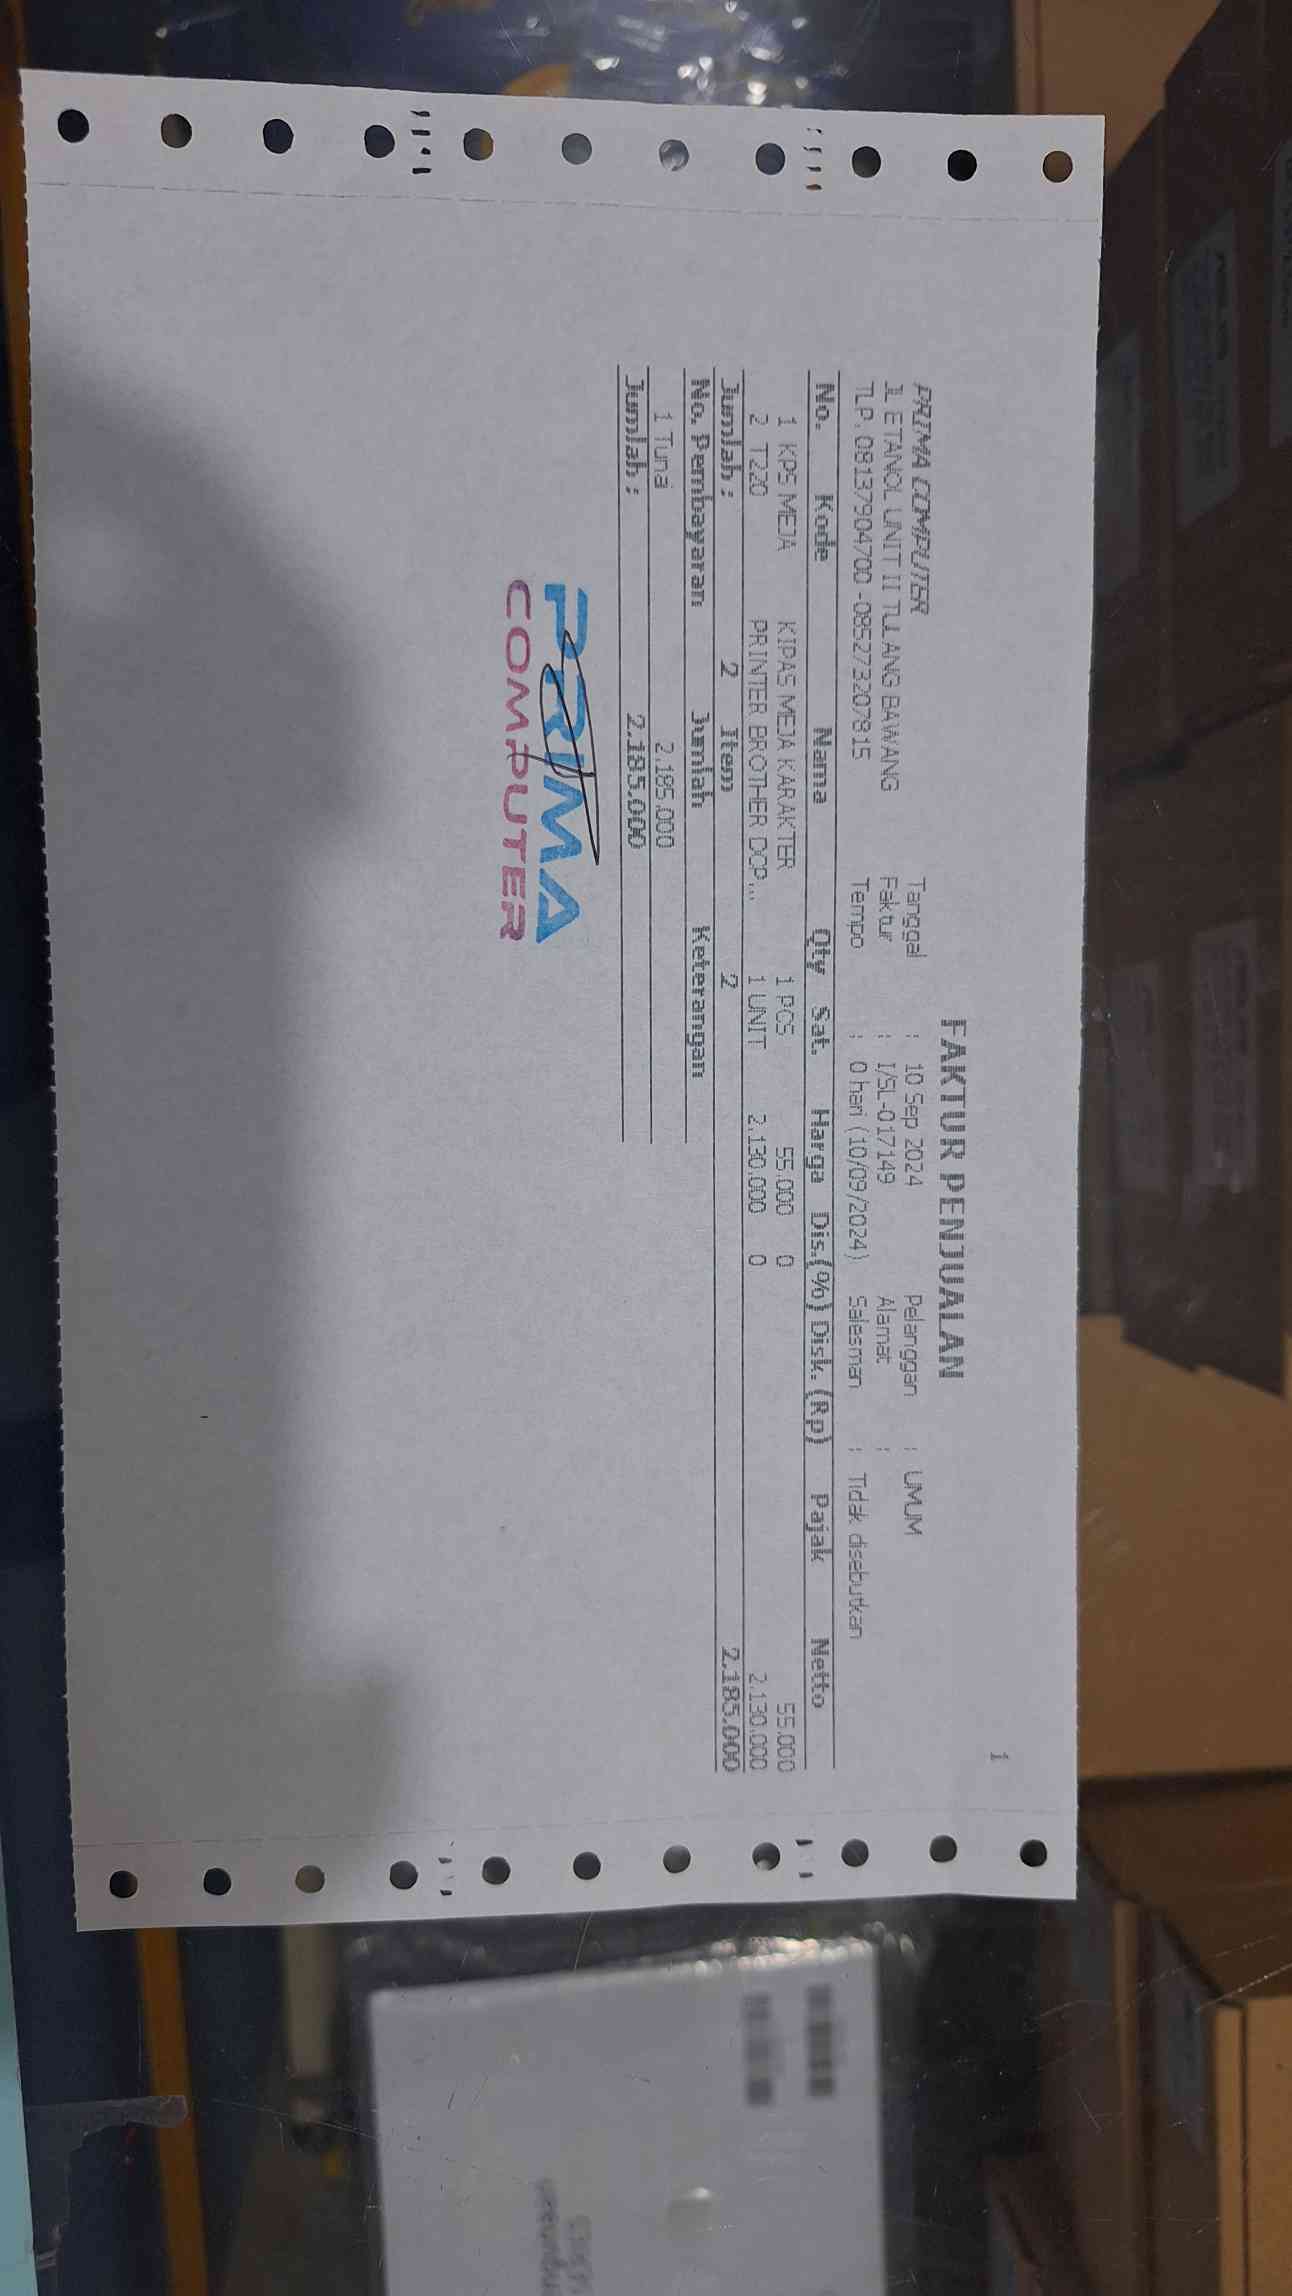 1
FAKTUR PENJUALAN
PRIMA COMPUTER Tanggal : 10 Sep 2024 Pelanggan : UMUM
JL ETANOL UNIT II TULANG BAWANG Faktur : I/SL-017149 Alamat :
TLP. 08137904700 - 085273207815 Tempo : 0 hari (10/09/2024) Salesman : Tidak disebutkan
No. Kode Nama Qty Sat. Harga Dis.(%) Disk. (Rp) Pajak Netto
1 KPS MEJA KIPAS MEJA KARAKTER 1 PCS 55.000 0 55.000
2 T220 PRINTER BROTHER DCP... 1 UNIT 2.130.000 0 2.130.000
Jumlah : 2 Item 2 2.185.000
No. Pembayaran Jumlah Keterangan
1 Tunai 2.185.000
Jumlah : 2.185.000
PRIMA
COMPUTER